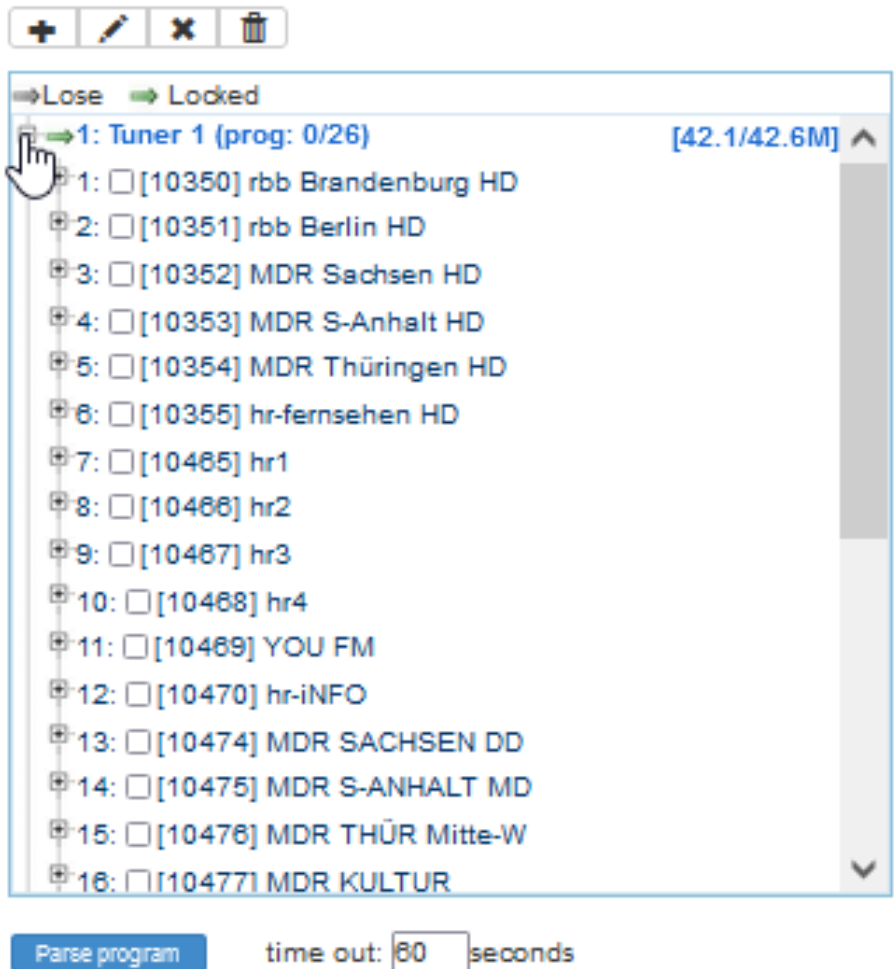 Lose Locked
1: Tuner 1 (prog: 0/26) [42.1/42.6M]
1: [10350] rbb Brandenburg HD
2: [10351] rbb Berlin HD
3: [10352] MDR Sachsen HD
4: [10353] MDR S-Anhalt HD
5: [10354] MDR Thüringen HD
6: [10355] hr-fernsehen HD
7: [10465] hr1
8: [10466] hr2
9: [10467] hr3
10: [10468] hr4
11: [10469] YOU FM
12: [10470] hr-iNFO
13: [10474] MDR SACHSEN DD
14: [10475] MDR S-ANHALT MD
15: [10476] MDR THÜR Mitte-W
16: [10477] MDR KULTUR
Parse program time out: 60 seconds